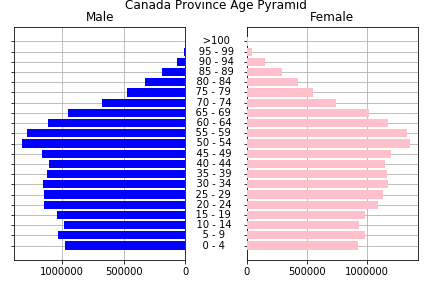 Canada Province Age Pyramid
Male
Female
>100
95 - 99
90 - 94
85 - 89
80 - 84
75 - 79
70 - 74
65 - 69
60 - 64
55 - 59
50 - 54
45 - 49
40 - 44
35 - 39
30 - 34
25 - 29
20 - 24
15 - 19
10 - 14
5 - 9
0 - 4
1000000 500000 0 0 500000 1000000